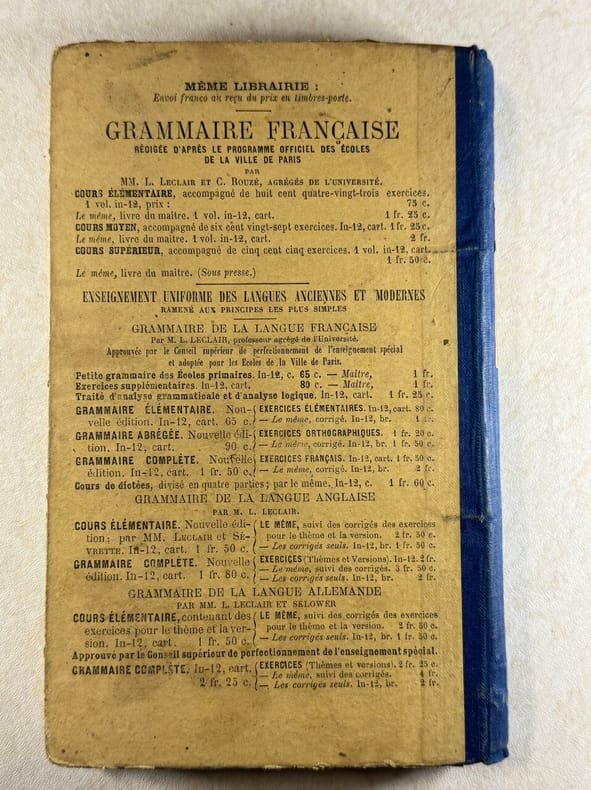 MÊME LIBRAIRIE :
Envoi franco au reçu du prix en timbres-poste.
GRAMMAIRE FRANÇAISE
RÉDIGÉE D'APRÈS LE PROGRAMME OFFICIEL DES ÉCOLES
DE LA VILLE DE PARIS
PAR
MM. L. LECLAIR ET C. ROUZÉ, AGRÉGÉS DE L'UNIVERSITÉ.
COURS ÉLÉMENTAIRE, accompagné de huit cent quatre-vingt-trois exercices.
1 vol. in-12, prix : 75 c.
Le même, livre du maître. 1 vol. in-12, cart. 1 fr. 25 c.
COURS MOYEN, accompagné de six cent vingt-sept exercices. In-12, cart. 1 fr. 25 c.
Le même, livre du maître. 1 vol. in-12, cart. 2 fr.
COURS SUPÉRIEUR, accompagné de cinq cent cinq exercices. 1 vol. in-12, cart.
1 fr. 50 c.
Le même, livre du maître. (Sous presse.)
ENSEIGNEMENT UNIFORME DES LANGUES ANCIENNES ET MODERNES
RAMENÉ AUX PRINCIPES LES PLUS SIMPLES
GRAMMAIRE DE LA LANGUE FRANÇAISE
Par M. L. LECLAIR, professeur agrégé de l'Université.
Approuvée par le Conseil supérieur de perfectionnement de l'enseignement spécial
et adoptée pour les Ecoles de la Ville de Paris.
Petite grammaire des Écoles primaires. In-12, c. 65 c. — Maître, 1 fr.
Exercices supplémentaires. In-12, cart. 80 c. — Maître, 1 fr.
Traité d'analyse grammaticale et d'analyse logique. In-12, cart. 1 fr. 25 c.
GRAMMAIRE ÉLÉMENTAIRE. Nou- EXERCICES ÉLÉMENTAIRES. In-12, cart. 80 c.
velle édition. In-12, cart. 65 c. — Le même, corrigé. In-12, br. 1 fr.
GRAMMAIRE ABRÉGÉE. Nouvelle édi- EXERCICES ORTHOGRAPHIQUES. 1 fr. 20 c.
tion. In-12, cart. 90 c. — Le même, corrigé. In-12, br. 1 fr. 50 c.
GRAMMAIRE COMPLÈTE. Nouvelle EXERCICES FRANÇAIS. In-12, cart. 1 fr. 50 c.
édition. In-12, cart. 1 fr. 50 c. — Le même, corrigé. In-12, br. 2 fr.
Cours de dictées, divisé en quatre parties; par le même. In-12, c. 1 fr. 60 c.
GRAMMAIRE DE LA LANGUE ANGLAISE
PAR M. L. LECLAIR.
COURS ÉLÉMENTAIRE. Nouvelle édi- LE MÊME, suivi des corrigés des exercices
tion; par MM. LECLAIR et SÉ- pour le thème et la version. 2 fr. 50 c.
VRETTE. In-12, cart. 1 fr. 50 c. — Les corrigés seuls. In-12, br. 1 fr. 50 c.
GRAMMAIRE COMPLÈTE. Nouvelle EXERCICES (Thèmes et Versions). In-12. 2 fr.
édition. In-12, cart. 1 fr. 80 c. — Le même, suivi des corrigés. 3 fr. 50 c.
— Les corrigés seuls. In-12, br. 2 fr.
GRAMMAIRE DE LA LANGUE ALLEMANDE
PAR MM. L. LECLAIR ET SKLOWER
COURS ÉLÉMENTAIRE, contenant des LE MÊME, suivi des corrigés des exercices
exercices pour le thème et la ver- pour le thème et la version. 2 fr. 50 c.
sion. In-12, cart. 1 fr. 50 c. — Les corrigés seuls. In-12, br. 1 fr. 50 c.
Approuvé par le Conseil supérieur de perfectionnement de l'enseignement spécial.
GRAMMAIRE COMPLÈTE. In-12, cart. EXERCICES (Thèmes et versions). 2 fr. 25 c.
2 fr. 25 c. — Le même, suivi des corrigés. 4 fr.
— Les corrigés seuls. In-12, br. 2 fr.